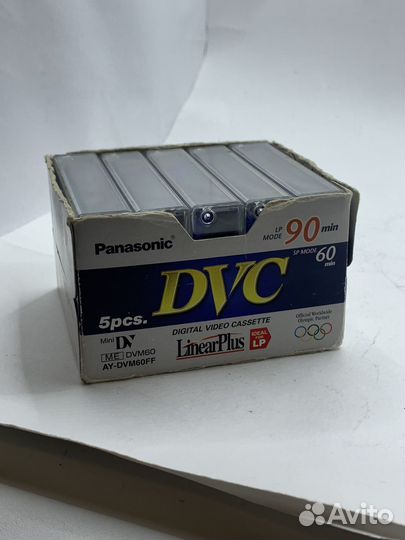 Panasonic
LP MODE 90 min
SP MODE 60 min
DVC
5pcs.
DIGITAL VIDEO CASSETTE
Mini DV
ME DVM60
AY-DVM60FF
LinearPlus
IDEAL FOR LP
Official Worldwide
Olympic Partner
Avito